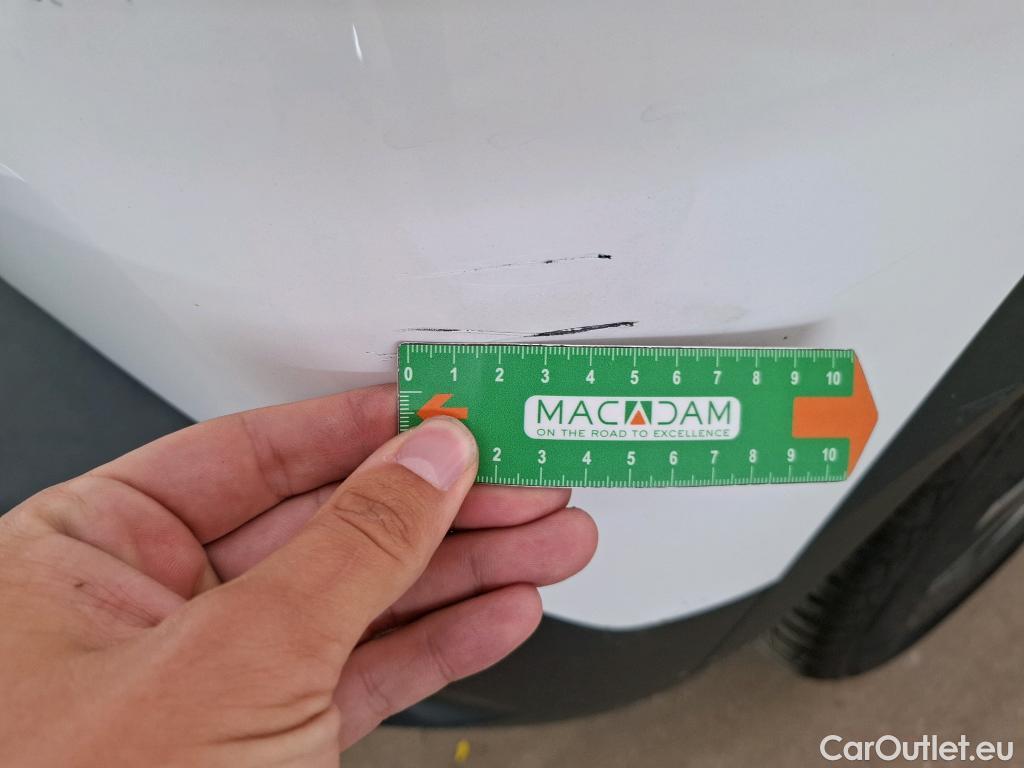 0 1 2 3 4 5 6 7 8 9 10
MACADAM
ON THE ROAD TO EXCELLENCE
2 3 4 5 6 7 8 9 10
CarOutlet.eu